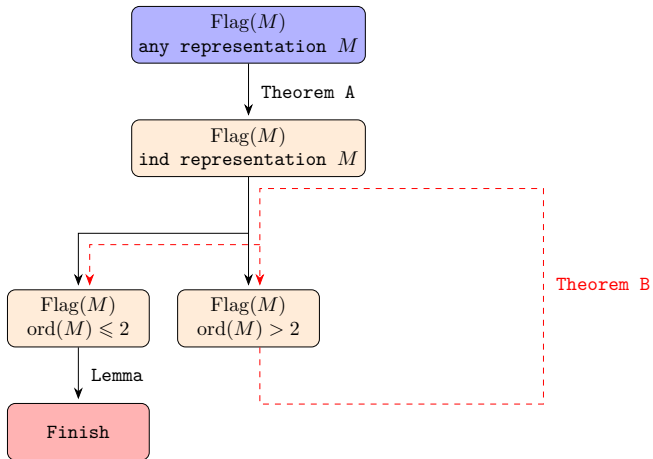 Flag(M)
any representation M
Theorem A
Flag(M)
ind representation M
Theorem B
Flag(M)
ord(M) ⩽ 2
Flag(M)
ord(M) > 2
Lemma
Finish